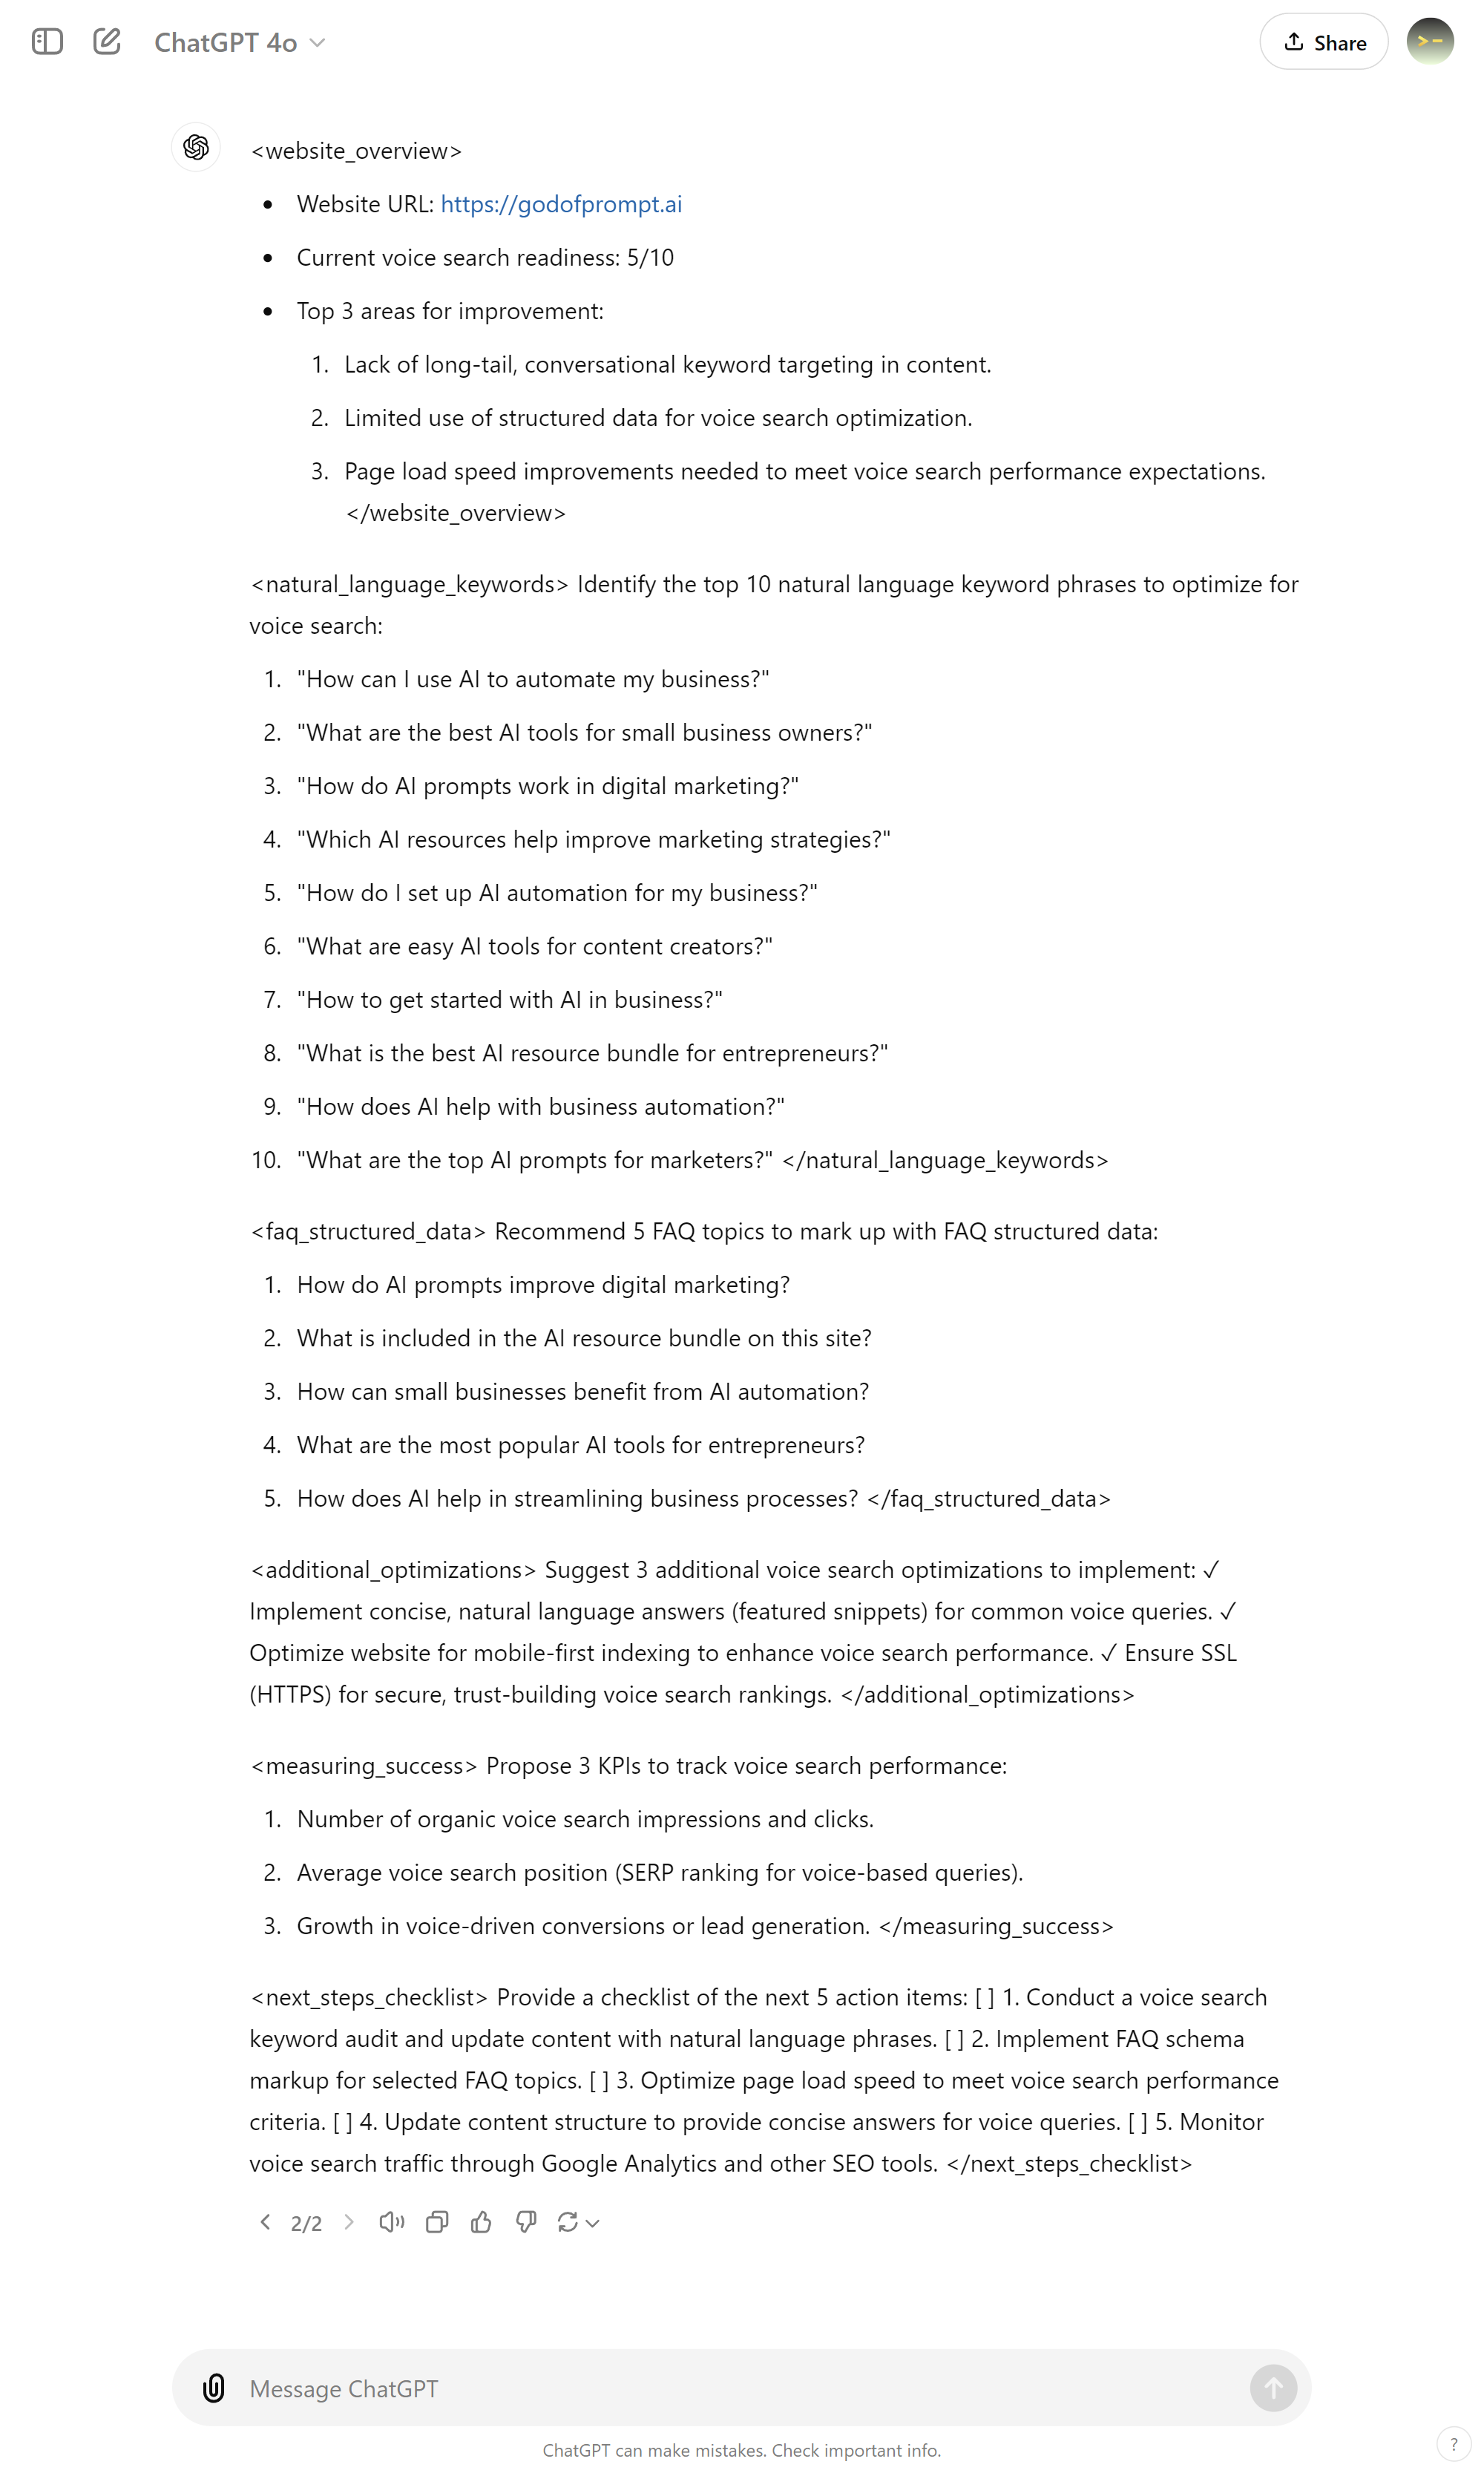 ChatGPT 4o
Share
<website_overview>
• Website URL: https://godofprompt.ai
• Current voice search readiness: 5/10
• Top 3 areas for improvement:
1. Lack of long-tail, conversational keyword targeting in content.
2. Limited use of structured data for voice search optimization.
3. Page load speed improvements needed to meet voice search performance expectations.
</website_overview>
<natural_language_keywords> Identify the top 10 natural language keyword phrases to optimize for
voice search:
1. "How can I use AI to automate my business?"
2. "What are the best AI tools for small business owners?"
3. "How do AI prompts work in digital marketing?"
4. "Which AI resources help improve marketing strategies?"
5. "How do I set up AI automation for my business?"
6. "What are easy AI tools for content creators?"
7. "How to get started with AI in business?"
8. "What is the best AI resource bundle for entrepreneurs?"
9. "How does AI help with business automation?"
10. "What are the top AI prompts for marketers?" </natural_language_keywords>
<faq_structured_data> Recommend 5 FAQ topics to mark up with FAQ structured data:
1. How do AI prompts improve digital marketing?
2. What is included in the AI resource bundle on this site?
3. How can small businesses benefit from AI automation?
4. What are the most popular AI tools for entrepreneurs?
5. How does AI help in streamlining business processes? </faq_structured_data>
<additional_optimizations> Suggest 3 additional voice search optimizations to implement: ✓
Implement concise, natural language answers (featured snippets) for common voice queries. ✓
Optimize website for mobile-first indexing to enhance voice search performance. ✓ Ensure SSL
(HTTPS) for secure, trust-building voice search rankings. </additional_optimizations>
<measuring_success> Propose 3 KPIs to track voice search performance:
1. Number of organic voice search impressions and clicks.
2. Average voice search position (SERP ranking for voice-based queries).
3. Growth in voice-driven conversions or lead generation. </measuring_success>
<next_steps_checklist> Provide a checklist of the next 5 action items: [ ] 1. Conduct a voice search
keyword audit and update content with natural language phrases. [ ] 2. Implement FAQ schema
markup for selected FAQ topics. [ ] 3. Optimize page load speed to meet voice search performance
criteria. [ ] 4. Update content structure to provide concise answers for voice queries. [ ] 5. Monitor
voice search traffic through Google Analytics and other SEO tools. </next_steps_checklist>
2/2
Message ChatGPT
ChatGPT can make mistakes. Check important info.
?